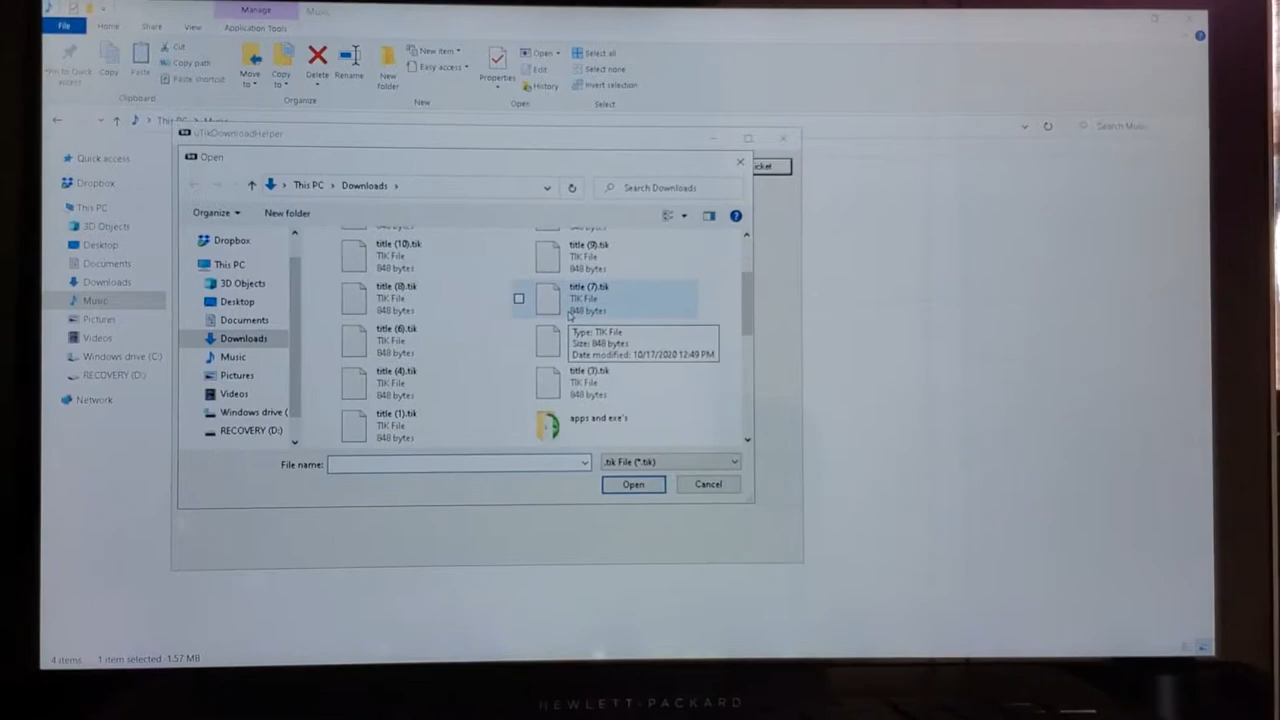 Manage
Music
File
Home
Share
View
Application Tools
Pin to Quick access
Copy
Paste
Cut
Copy path
Paste shortcut
Clipboard
Move to
Copy to
Delete
Rename
New folder
Organize
New item
Easy access
New
Properties
Open
Edit
History
Open
Select all
Select none
Invert selection
Select
This PC
Search Music
uTikDownloadHelper
Open
This PC > Downloads >
Search Downloads
Organize
New folder
Quick access
Dropbox
This PC
3D Objects
Desktop
Documents
Downloads
Music
Pictures
Videos
Windows drive (C:)
RECOVERY (D:)
Network
Dropbox
This PC
3D Objects
Desktop
Documents
Downloads
Music
Pictures
Videos
Windows drive (
RECOVERY (D:)
title (10).tik
TIK File
848 bytes
title (9).tik
TIK File
848 bytes
title (8).tik
TIK File
848 bytes
title (7).tik
TIK File
848 bytes
title (6).tik
TIK File
848 bytes
Type: TIK File
Size: 848 bytes
Date modified: 10/17/2020 12:49 PM
title (4).tik
TIK File
848 bytes
title (3).tik
TIK File
848 bytes
title (1).tik
TIK File
848 bytes
apps and exe's
File name:
.tik File (*.tik)
Open
Cancel
4 items
1 item selected 1.57 MB
HEWLETT-PACKARD